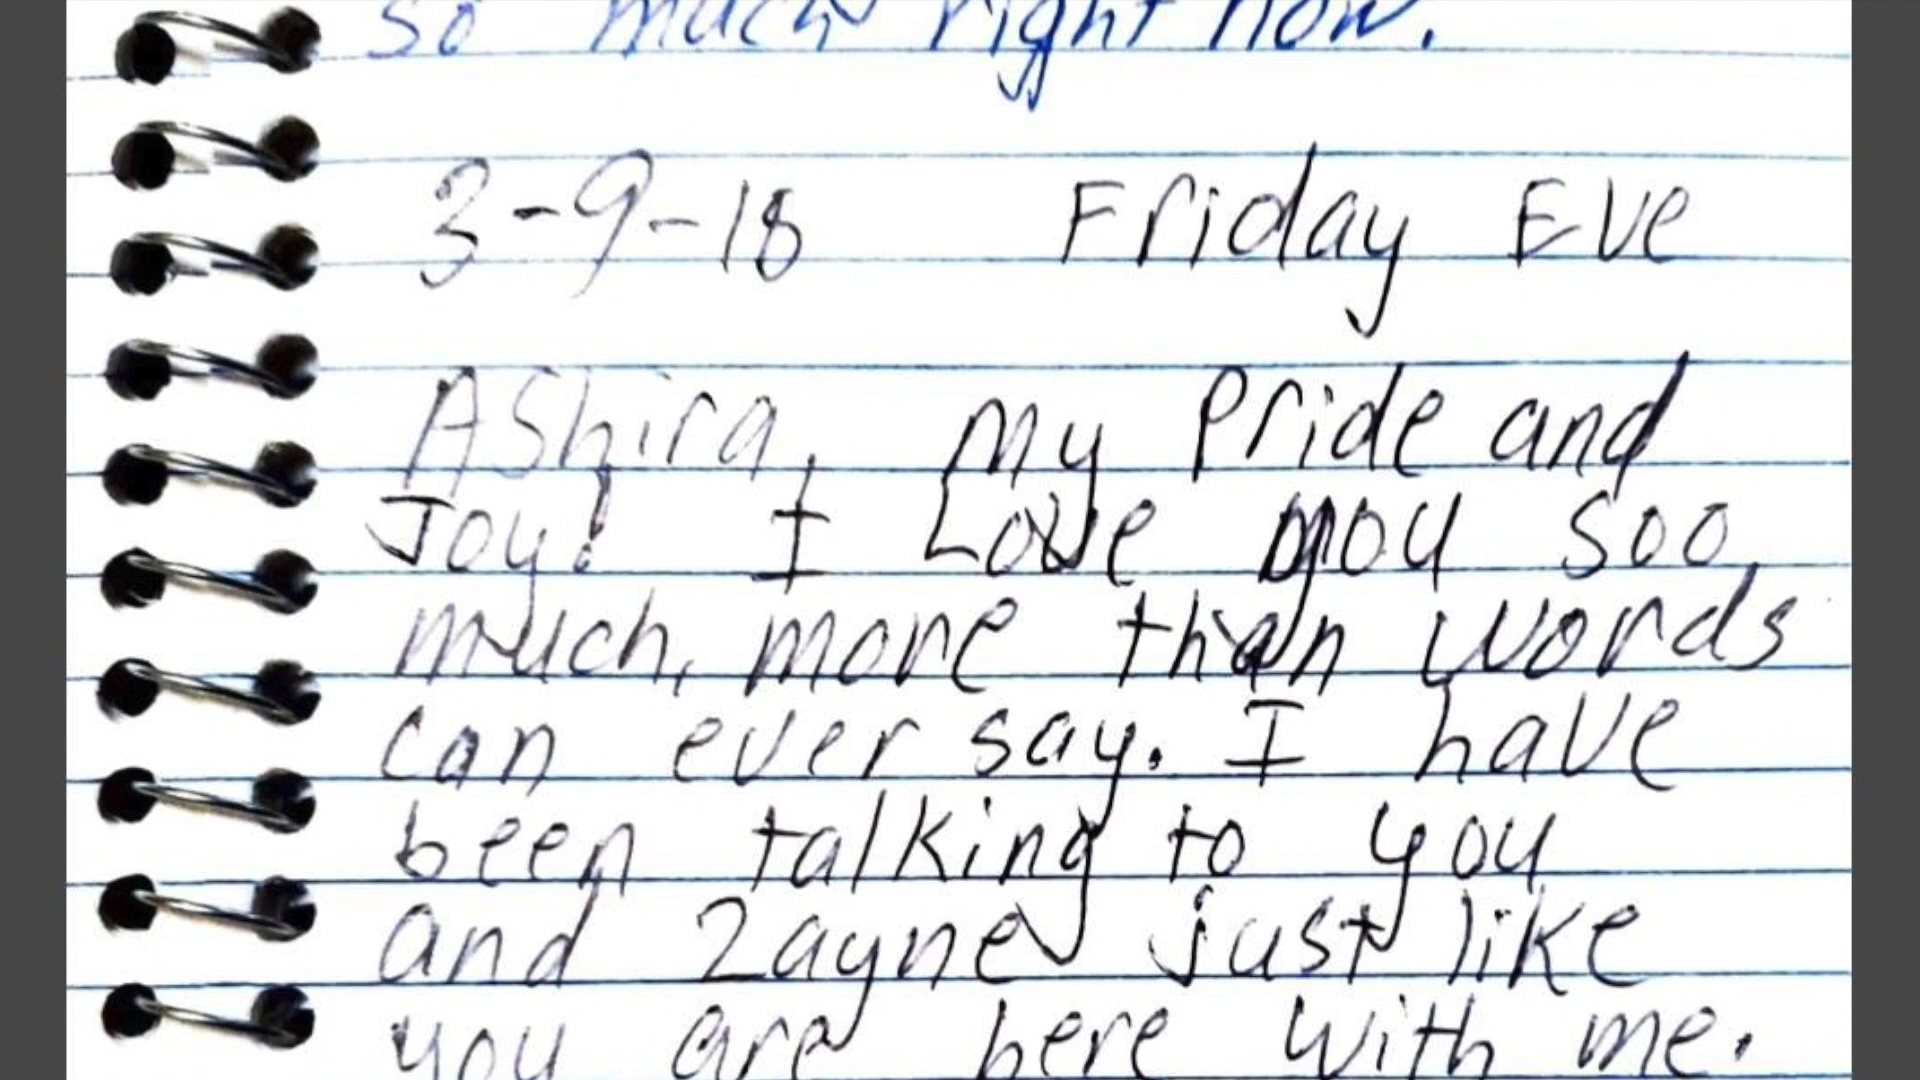 so much right now.
3-9-18 Friday Eve
Ashira, my Pride and
Joy! I Love you soo
much, more than words
can ever say. I have
been talking to you
and Zayne just like
you are here with me.